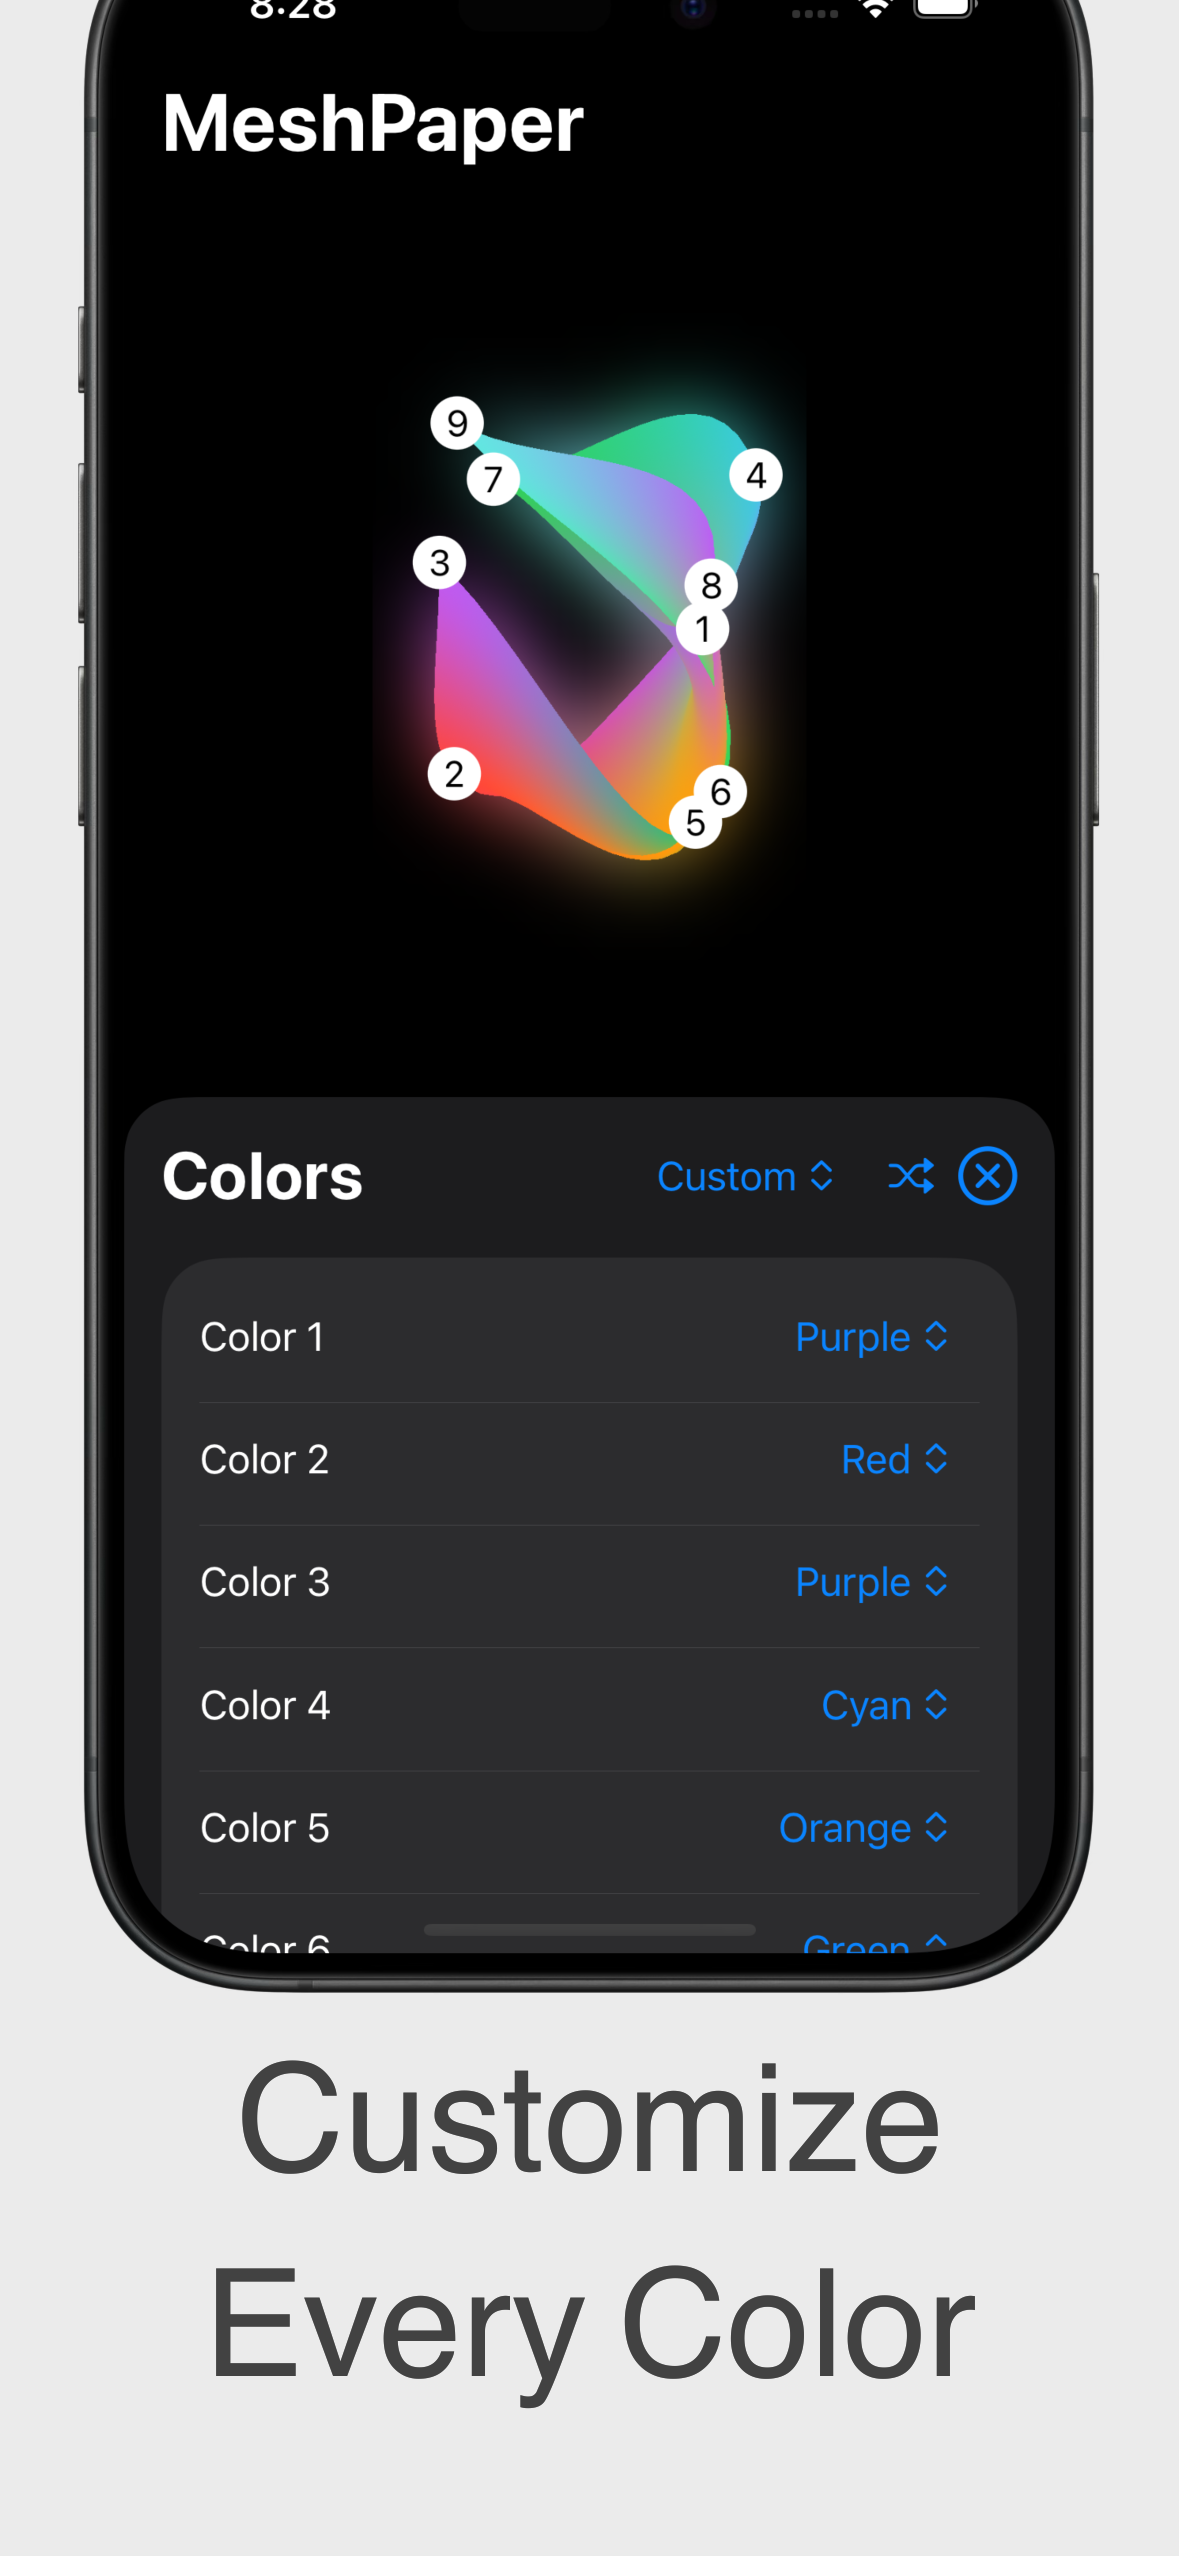 8:28
MeshPaper
9
7
4
3
8
1
2
6
5
Colors Custom
Color 1 Purple
Color 2 Red
Color 3 Purple
Color 4 Cyan
Color 5 Orange
Color 6 Green
Customize
Every Color